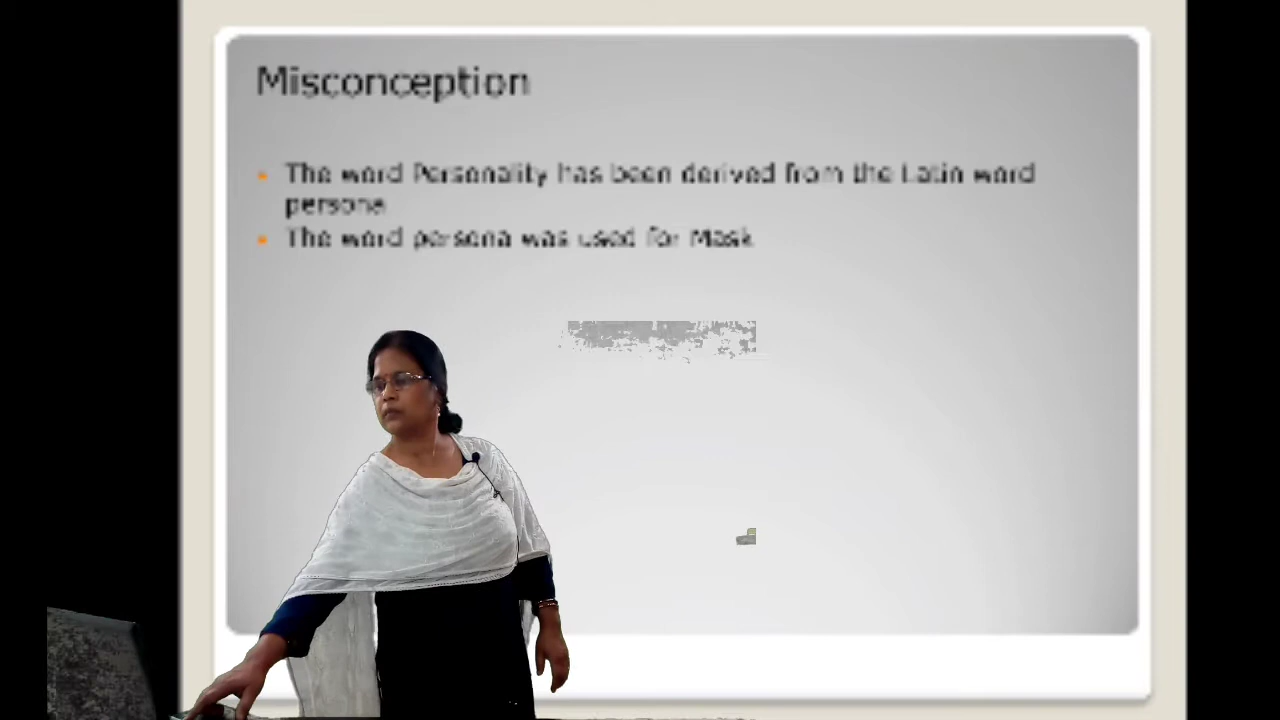 Misconception
The word Personality has been derived from the Latin word
persona
The word persona was used for Mask